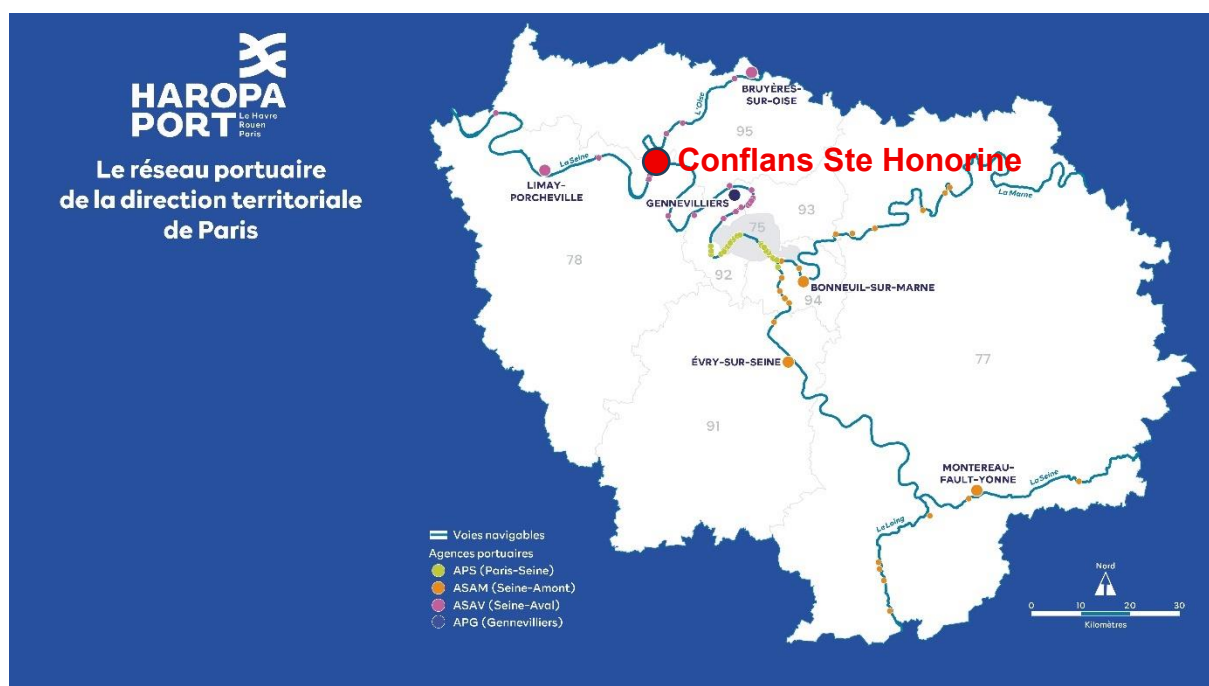 HAROPA
PORT
Le Havre
Rouen
Paris
Le réseau portuaire
de la direction territoriale
de Paris
BRUYÈRES-
SUR-OISE
L'Oise
95
Conflans Ste Honorine
La Seine
LIMAY-
PORCHEVILLE
GENNEVILLIERS
93
La Marne
75
78
92
BONNEUIL-SUR-MARNE
94
ÉVRY-SUR-SEINE
77
91
MONTEREAU-
FAULT-YONNE
La Seine
Le Loing
Voies navigables
Agences portuaires
APS (Paris-Seine)
ASAM (Seine-Amont)
ASAV (Seine-Aval)
APG (Gennevilliers)
Nord
0 10 20 30
Kilomètres